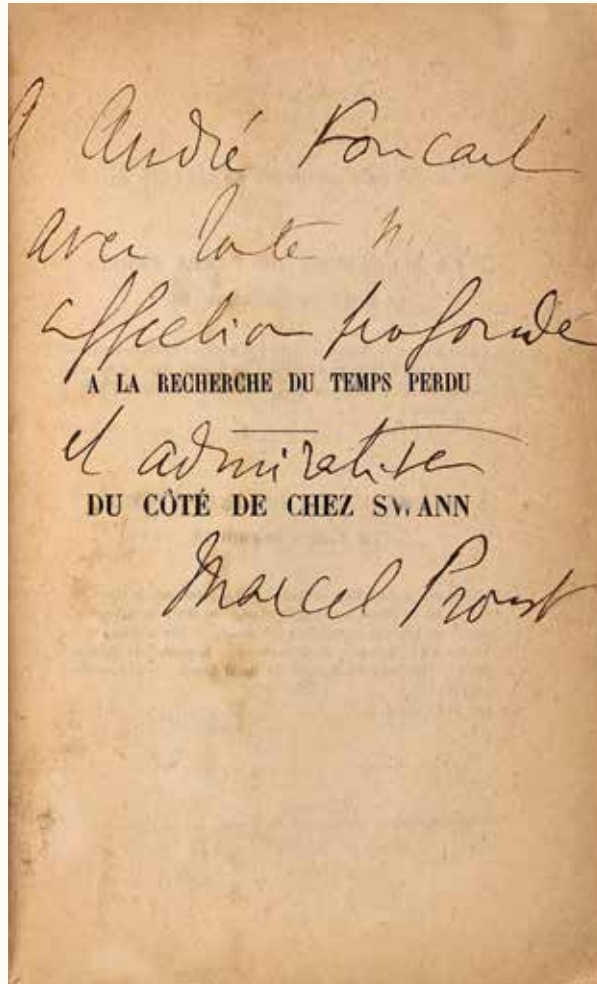 A André Foucart
avec toute
affection profonde
A LA RECHERCHE DU TEMPS PERDU
et admirative
DU CÔTÉ DE CHEZ SWANN
Marcel Proust